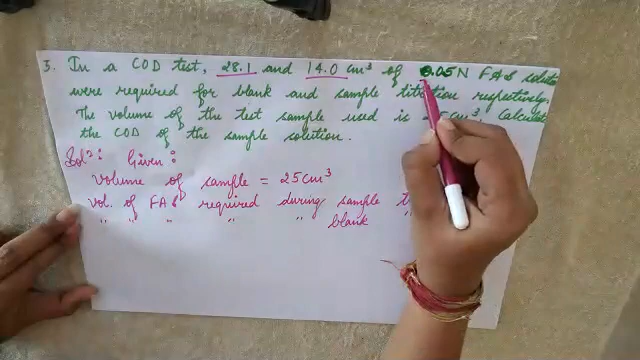 3. In a COD test, 28.1 and 14.0 cm³ of 0.05N FAS
were required for blank and sample titration respectively.
The volume of the test sample used is cm³. Calculate
the COD of the sample solution.
Solⁿ: Given :
volume of sample = 25cm³
vol. of FAS required during sample
" " " " " blank "